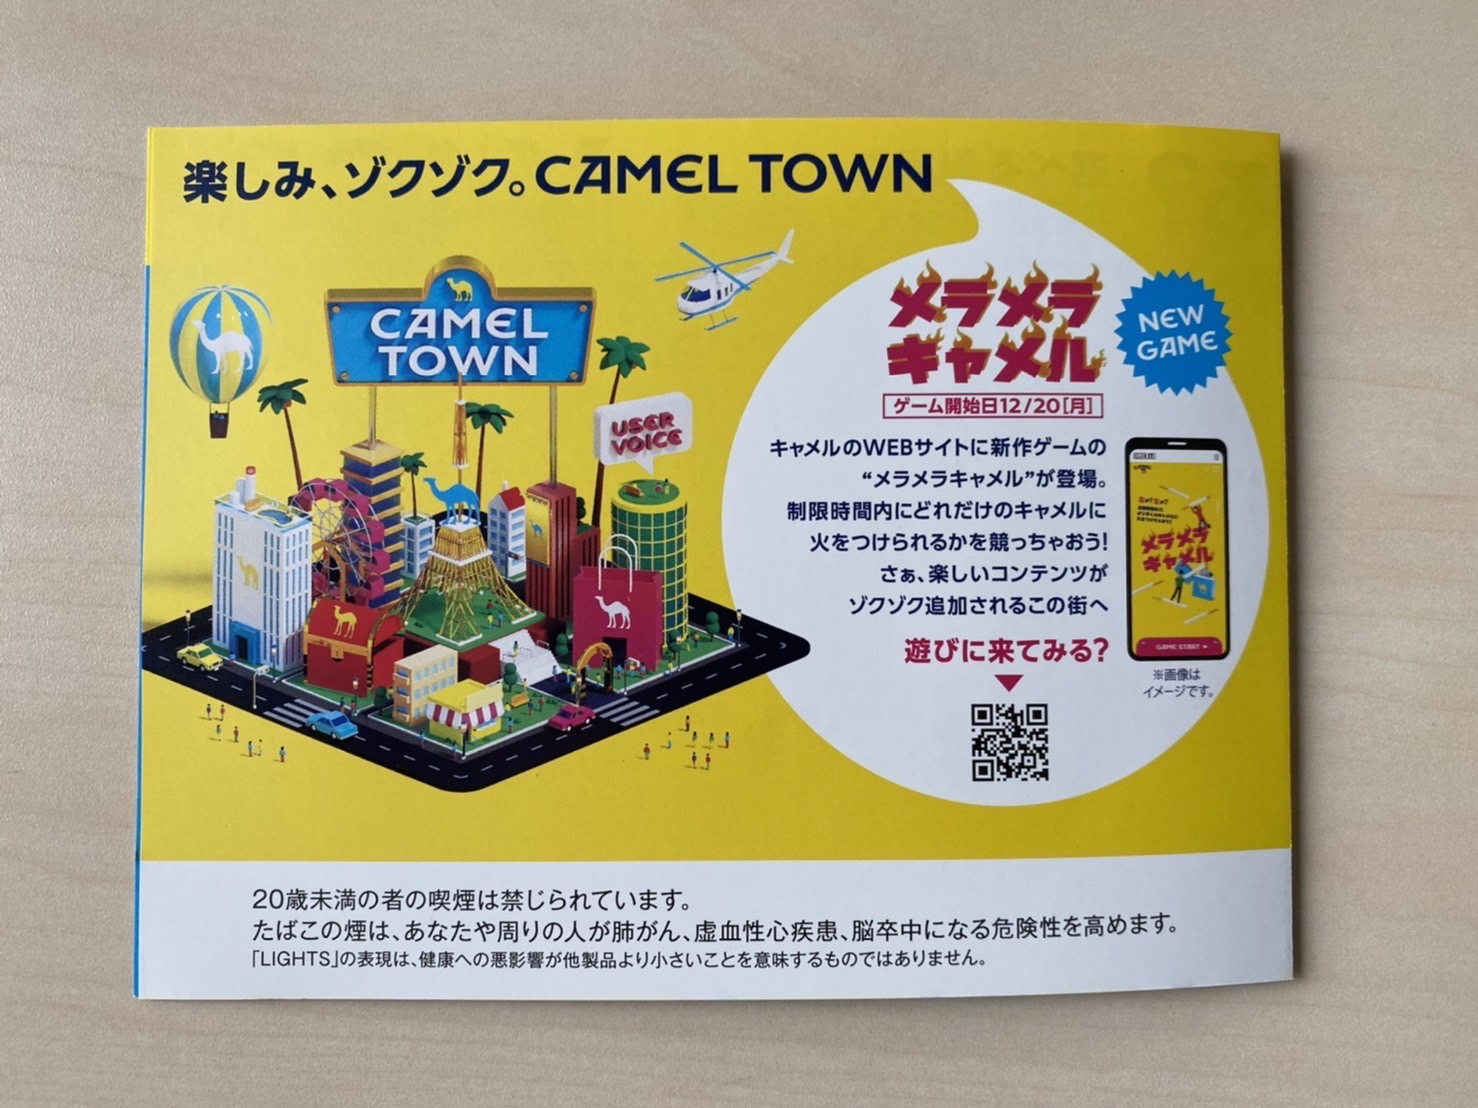 楽しみ、ゾクゾク。CAMEL TOWN
CAMEL
TOWN
USER
VOICE
メラメラ
キャメル
NEW
GAME
ゲーム開始日12/20[月]
キャメルのWEBサイトに新作ゲームの
“メラメラキャメル”が登場。
制限時間内にどれだけのキャメルに
火をつけられるかを競っちゃおう!
さぁ、楽しいコンテンツが
ゾクゾク追加されるこの街へ
遊びに来てみる?
メラメラ
キャメル
GAME START
※画像は
イメージです。
20歳未満の者の喫煙は禁じられています。
たばこの煙は、あなたや周りの人が肺がん、虚血性心疾患、脳卒中になる危険性を高めます。
「LIGHTS」の表現は、健康への悪影響が他製品より小さいことを意味するものではありません。